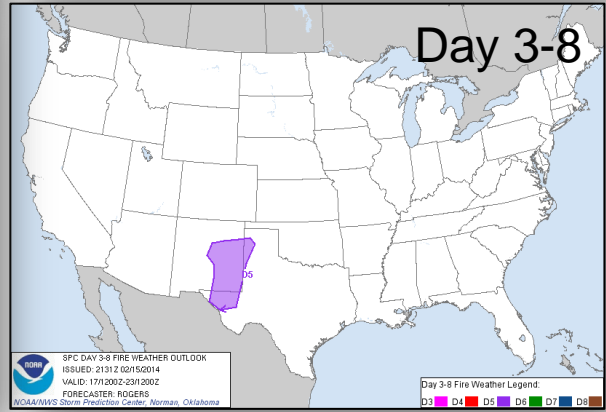 Day 3-8
D5
NOAA
SPC DAY 3-8 FIRE WEATHER OUTLOOK
ISSUED: 2131Z 02/15/2014
VALID: 17/1200Z-23/1200Z
FORECASTER: ROGERS
NOAA/NWS Storm Prediction Center, Norman, Oklahoma
Day 3-8 Fire Weather Legend:
D3 D4 D5 D6 D7 D8